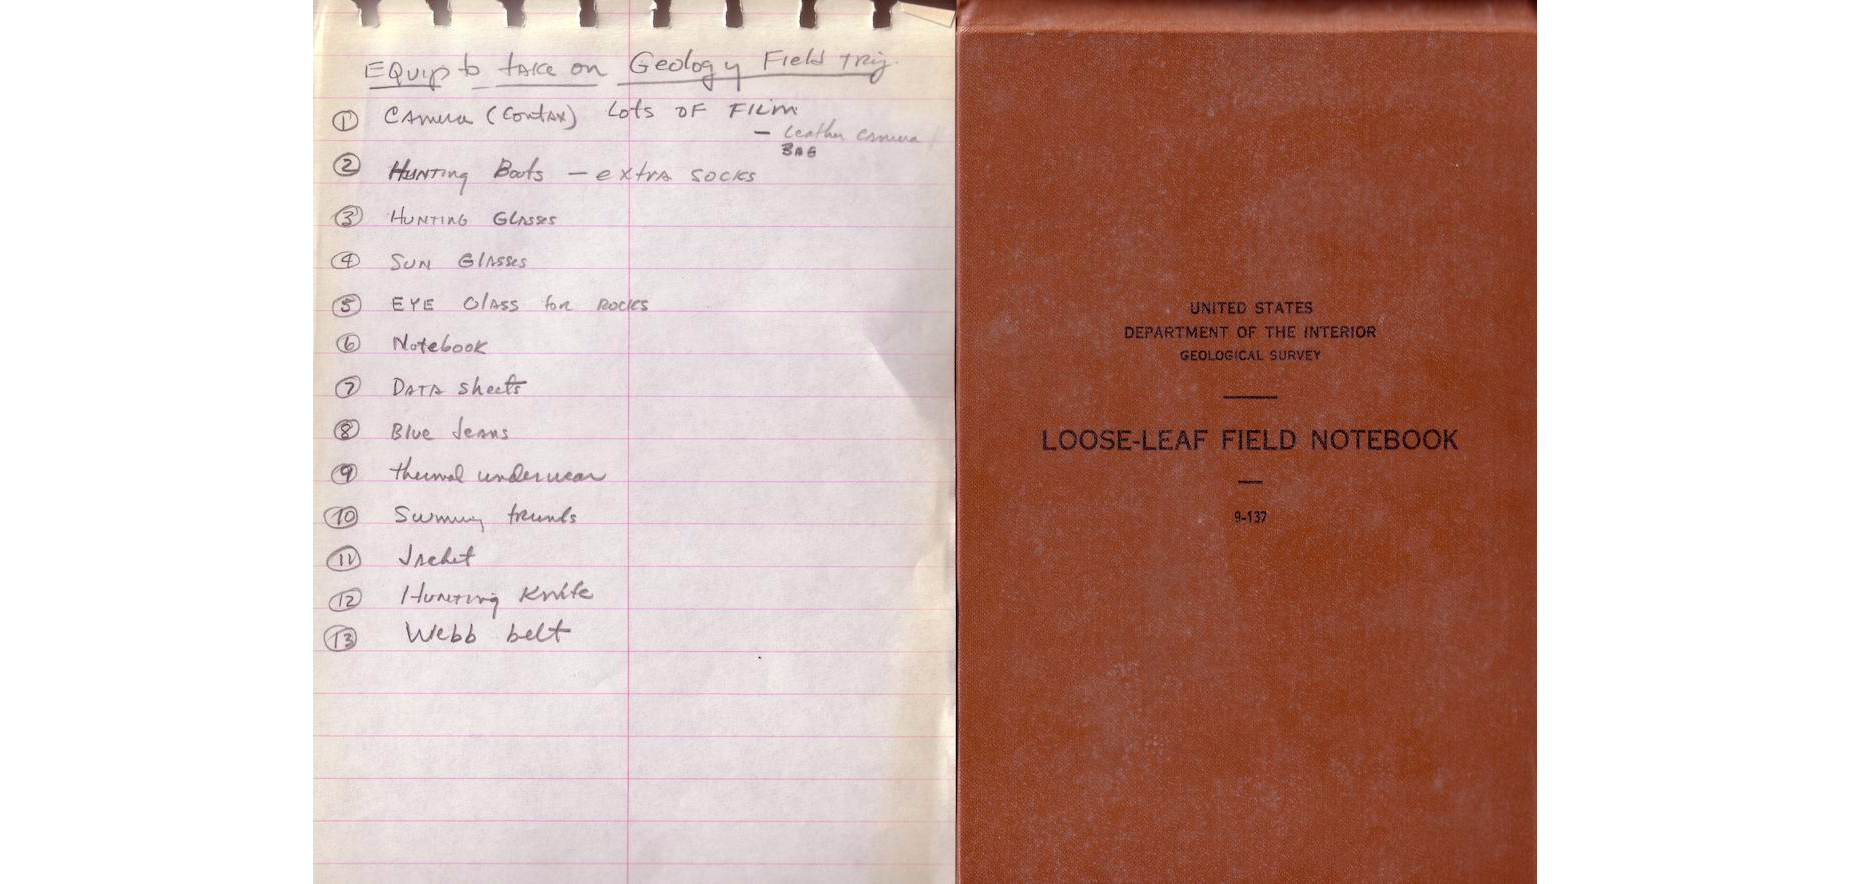 Equip to take on Geology Field trip.
① Camera (Contax) Lots of Film
- leather camera
BAG
② Hunting Boots - extra socks
③ Hunting Glasses
④ Sun Glasses
⑤ EYE Glass for Rocks
⑥ Notebook
⑦ DATA sheets
⑧ Blue Jeans
⑨ thermal underwear
⑩ Swimming trunks
⑪ Jacket
⑫ Hunting Knife
⑬ Webb belt
UNITED STATES
DEPARTMENT OF THE INTERIOR
GEOLOGICAL SURVEY
LOOSE-LEAF FIELD NOTEBOOK
9-137